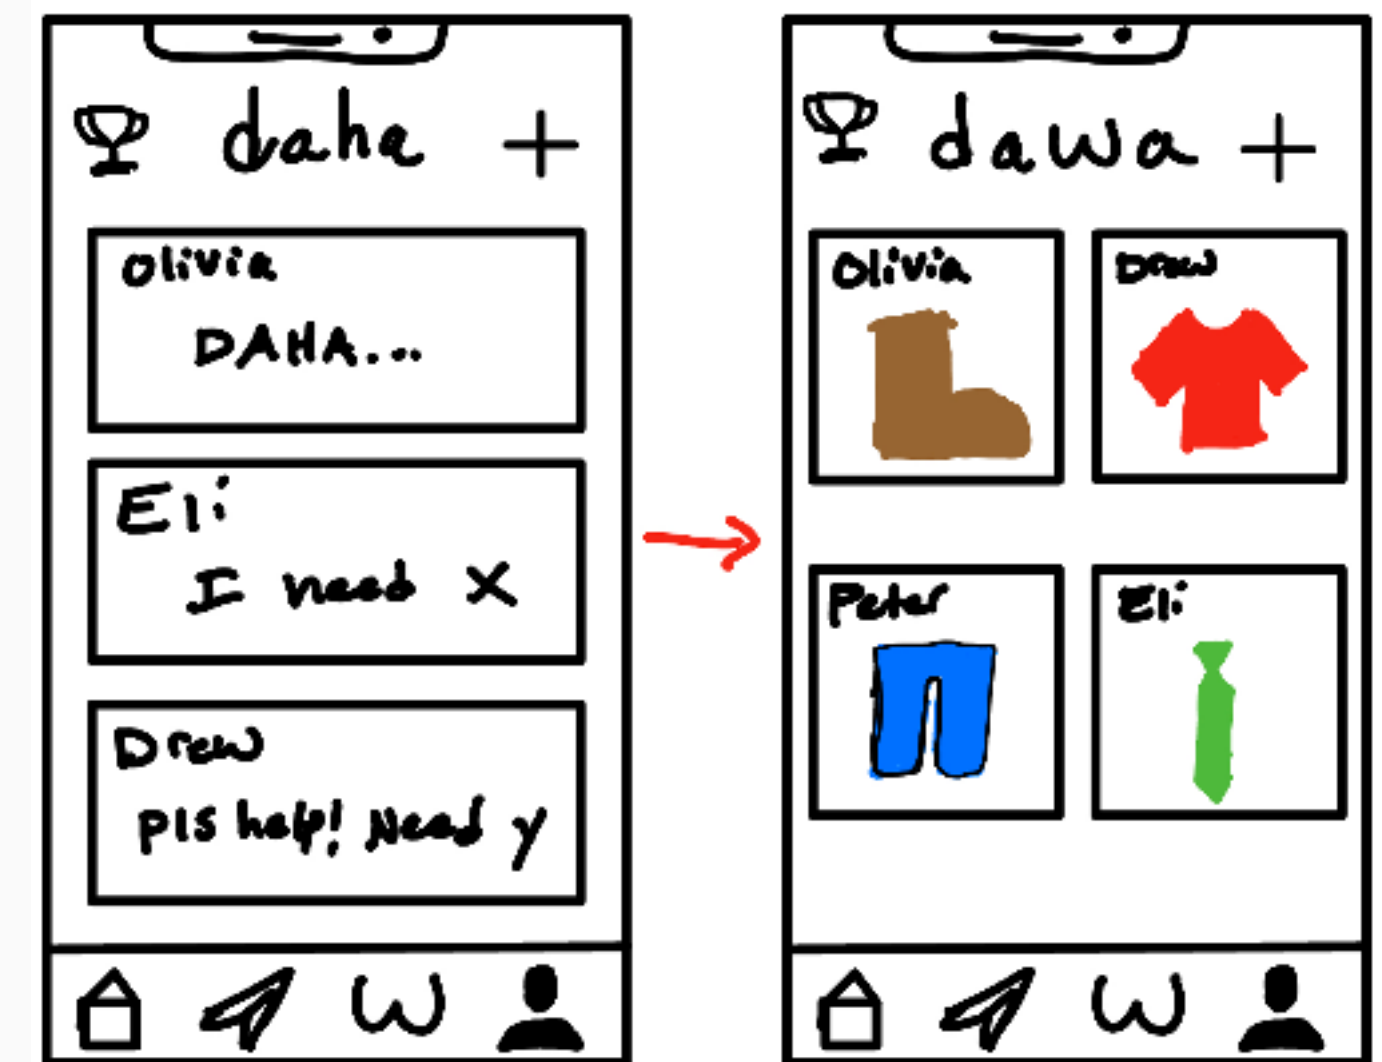 daha +
Olivia
DAHA...
Eli
I need X
Drew
Pls help! Need y
W
dawa +
Olivia
Drew
Peter
Eli
W